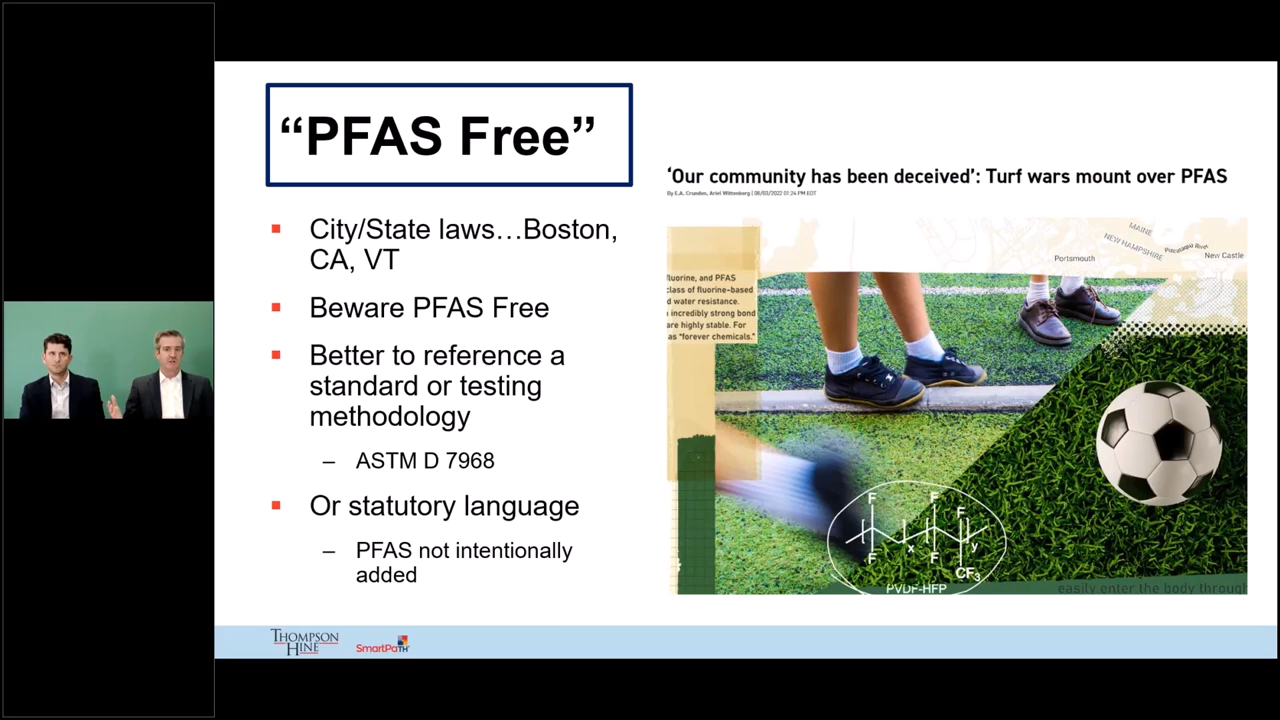 “PFAS Free”
▪ City/State laws…Boston,
CA, VT
▪ Beware PFAS Free
▪ Better to reference a
standard or testing
methodology
– ASTM D 7968
▪ Or statutory language
– PFAS not intentionally
added
‘Our community has been deceived’: Turf wars mount over PFAS
By E.A. Crunden, Ariel Wittenberg | 08/03/2022 01:24 PM EDT
MAINE
NEW HAMPSHIRE
Piscataqua River
Portsmouth
New Castle
fluorine, and PFAS
class of fluorine-based
d water resistance.
incredibly strong bond
are highly stable. For
as “forever chemicals.”
F F F
x y
F F CF3
PVDF-HFP
easily enter the body through
THOMPSON
HINE
SmartPaTH